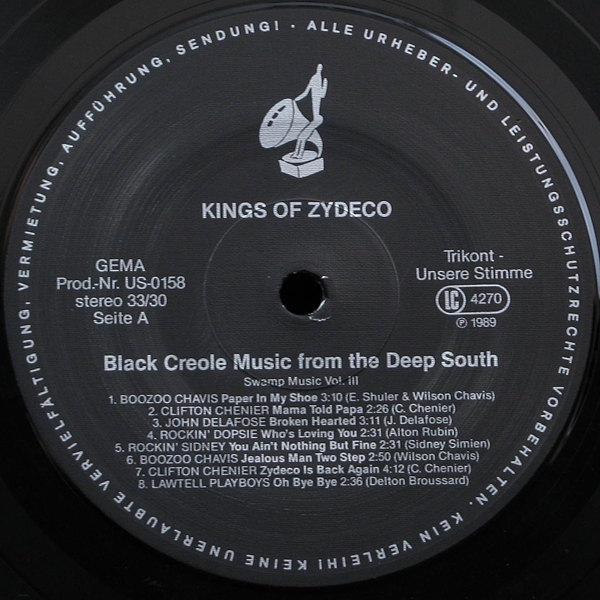 ALLE URHEBER- UND LEISTUNGSSCHUTZRECHTE VORBEHALTEN. KEIN VERLEIH! KEINE UNERLAUBTE VERVIELFÄLTIGUNG, VERMIETUNG, AUFFÜHRUNG, SENDUNG! ·
KINGS OF ZYDECO
GEMA
Prod.-Nr. US-0158
stereo 33/30
Seite A
Trikont -
Unsere Stimme
LC 4270
Ⓟ 1989
Black Creole Music from the Deep South
Swamp Music Vol. III
1. BOOZOO CHAVIS Paper In My Shoe 3:10 (E. Shuler & Wilson Chavis)
2. CLIFTON CHENIER Mama Told Papa 2:26 (C. Chenier)
3. JOHN DELAFOSE Broken Hearted 3:11 (J. Delafose)
4. ROCKIN' DOPSIE Who's Loving You 2:31 (Alton Rubin)
5. ROCKIN' SIDNEY You Ain't Nothing But Fine 2:31 (Sidney Simien)
6. BOOZOO CHAVIS Jealous Man Two Step 2:50 (Wilson Chavis)
7. CLIFTON CHENIER Zydeco Is Back Again 4:12 (C. Chenier)
8. LAWTELL PLAYBOYS Oh Bye Bye 2:36 (Delton Broussard)